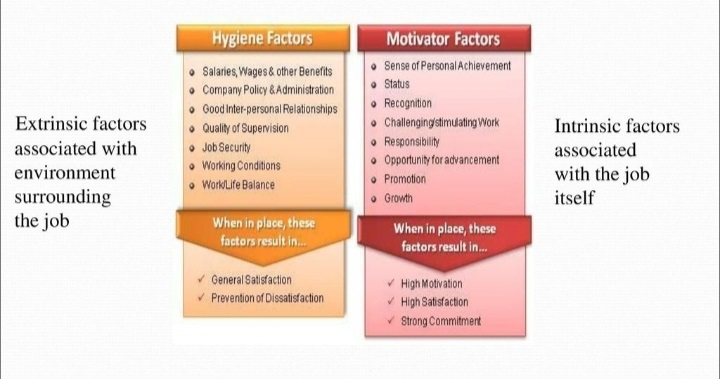 Extrinsic factors
associated with
environment
surrounding
the job
Hygiene Factors
Salaries, Wages & other Benefits
Company Policy & Administration
Good Inter-personal Relationships
Quality of Supervision
Job Security
Working Conditions
Work/Life Balance
When in place, these
factors result in...
General Satisfaction
Prevention of Dissatisfaction
Motivator Factors
Sense of Personal Achievement
Status
Recognition
Challenging/stimulating Work
Responsibility
Opportunity for advancement
Promotion
Growth
When in place, these
factors result in...
High Motivation
High Satisfaction
Strong Commitment
Intrinsic factors
associated
with the job
itself